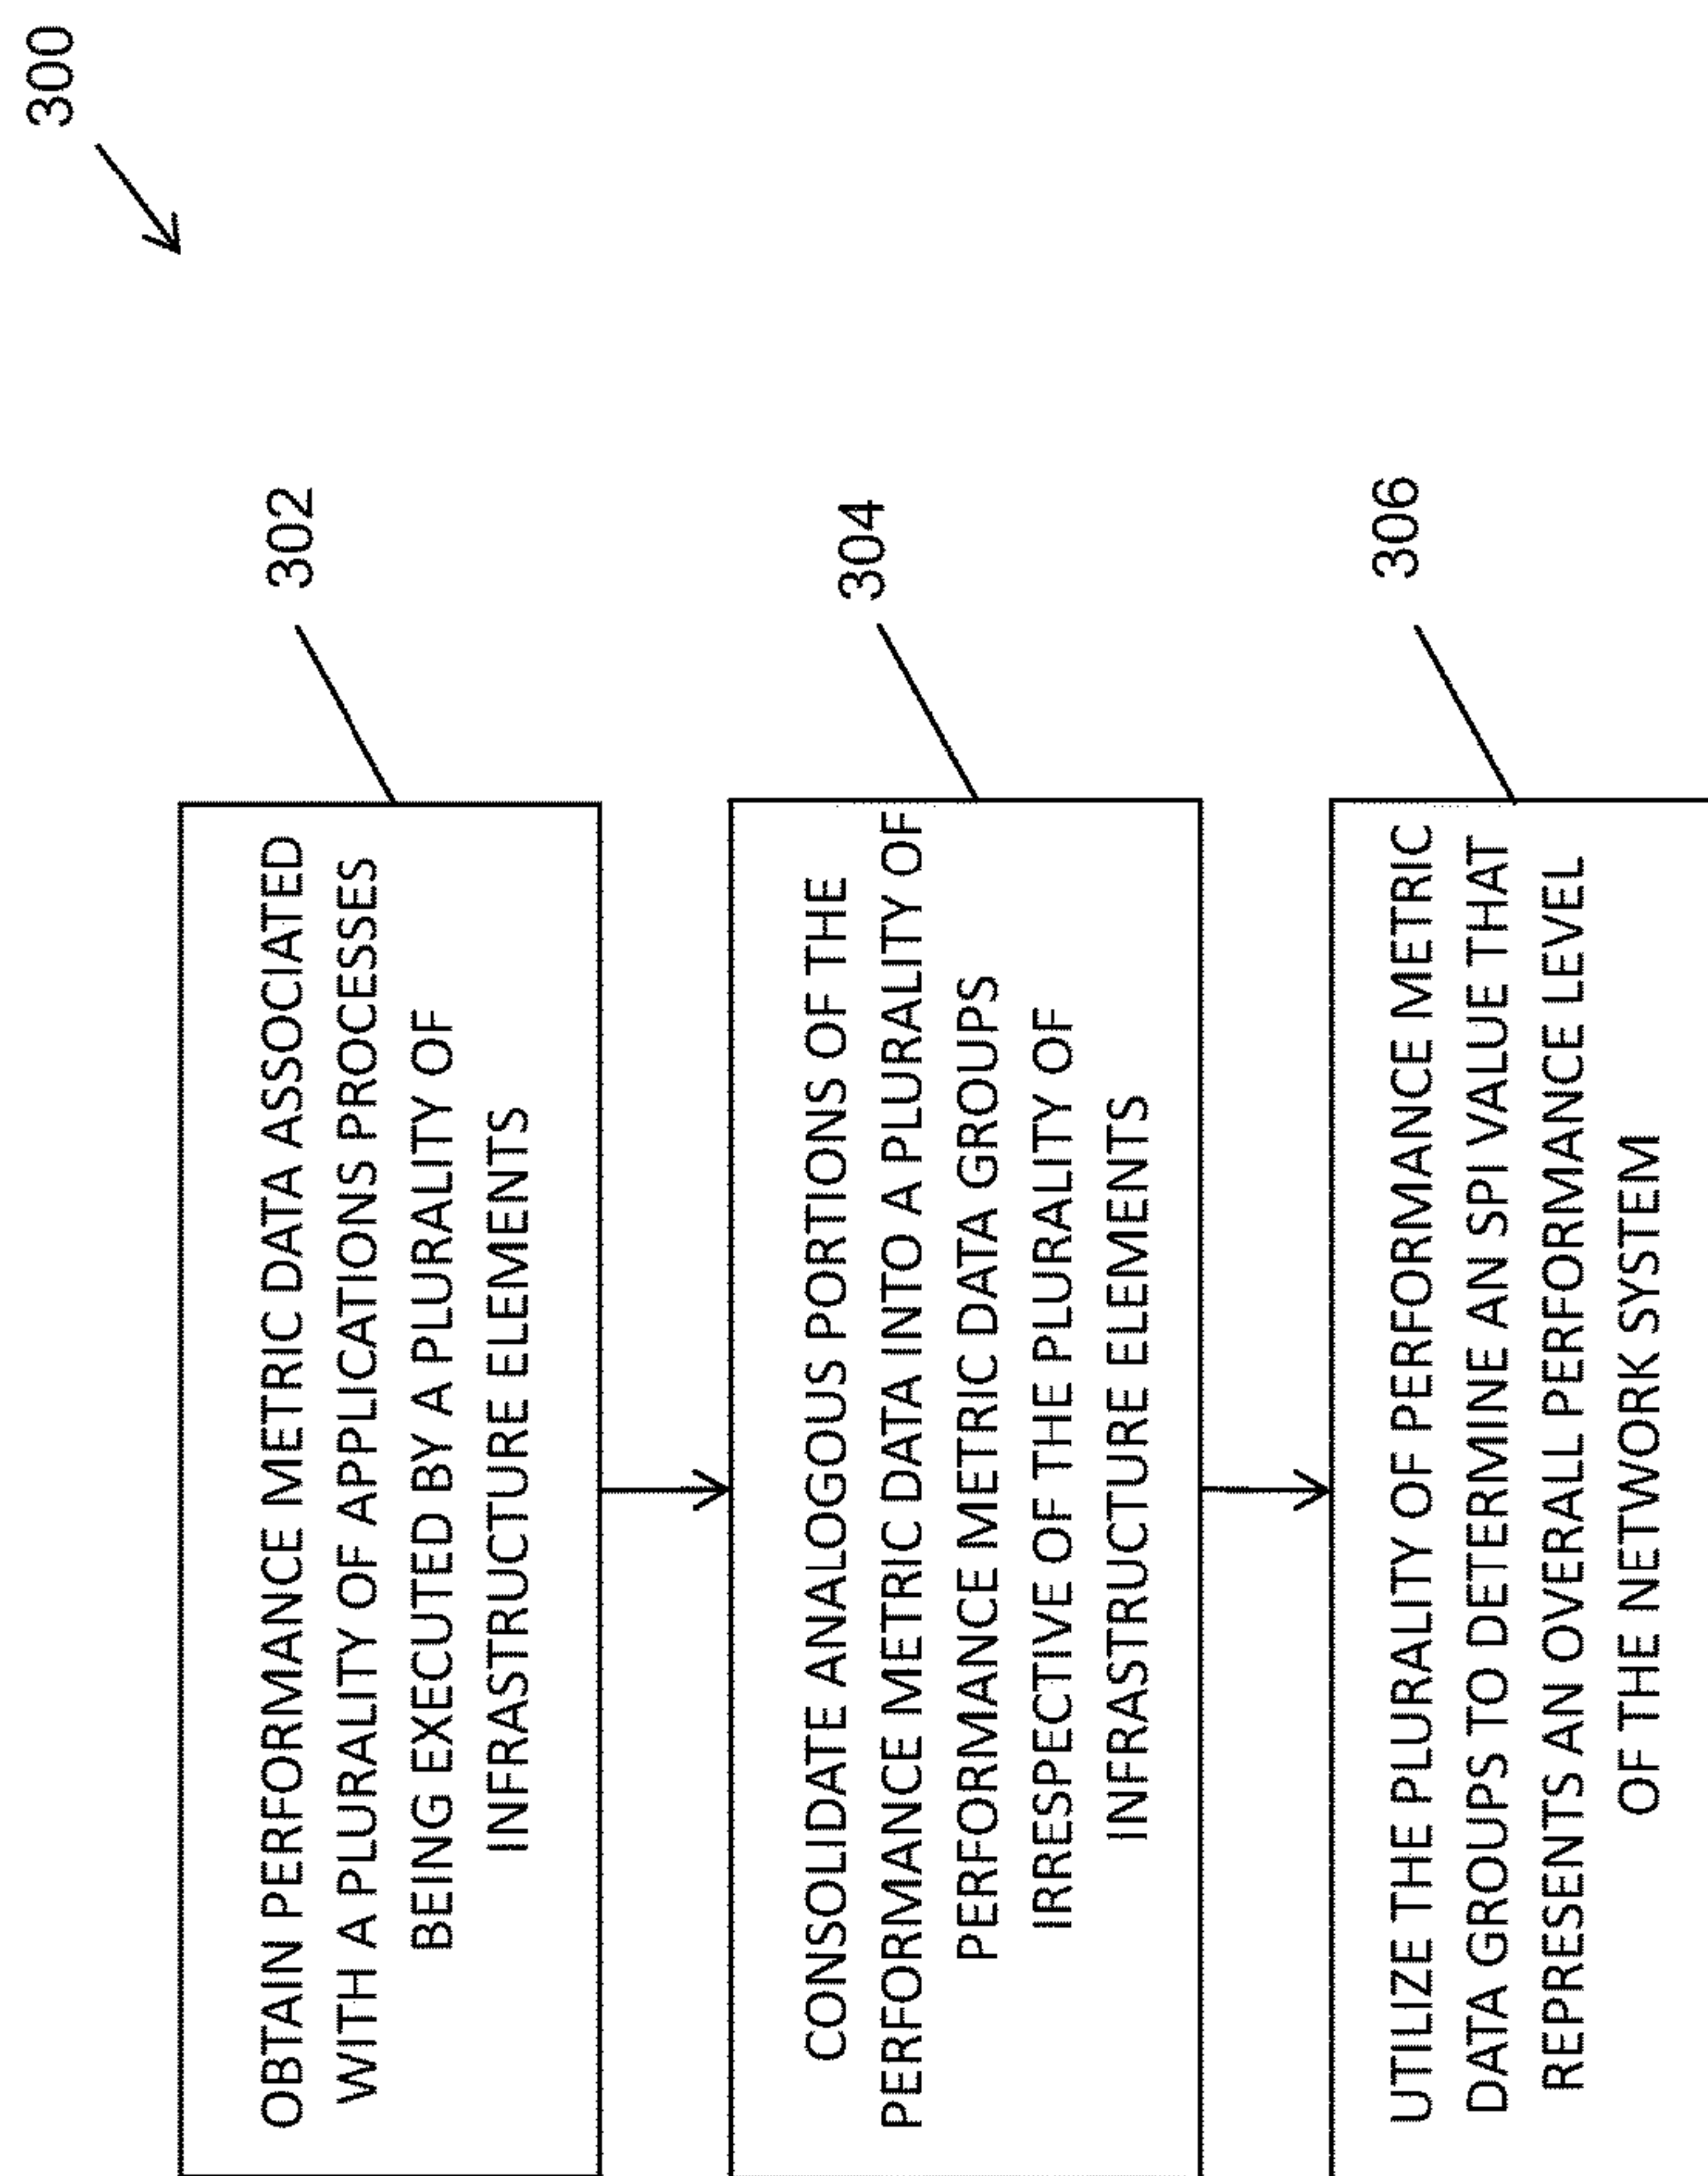 300
302
OBTAIN PERFORMANCE METRIC DATA ASSOCIATED
WITH A PLURALITY OF APPLICATIONS PROCESSES
BEING EXECUTED BY A PLURALITY OF
INFRASTRUCTURE ELEMENTS
304
CONSOLIDATE ANALOGOUS PORTIONS OF THE
PERFORMANCE METRIC DATA INTO A PLURALITY OF
PERFORMANCE METRIC DATA GROUPS
IRRESPECTIVE OF THE PLURALITY OF
INFRASTRUCTURE ELEMENTS
306
UTILIZE THE PLURALITY OF PERFORMANCE METRIC
DATA GROUPS TO DETERMINE AN SPI VALUE THAT
REPRESENTS AN OVERALL PERFORMANCE LEVEL
OF THE NETWORK SYSTEM